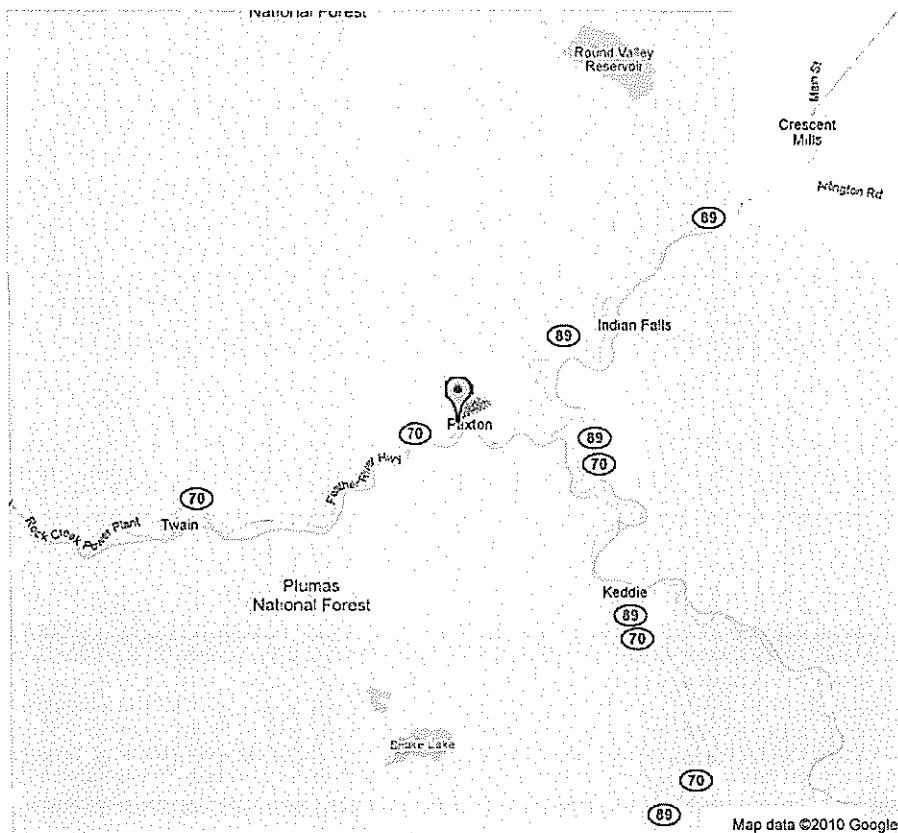 National Forest
Round Valley
Reservoir
Main St
Crescent
Mills
Arlington Rd
89
Indian Falls
89
Paxton
70
89
70
Feather River Hwy
70
Twain
Rock Creek Power Plant
Plumas
National Forest
Keddie
89
70
Snake Lake
70
89
Map data ©2010 Google